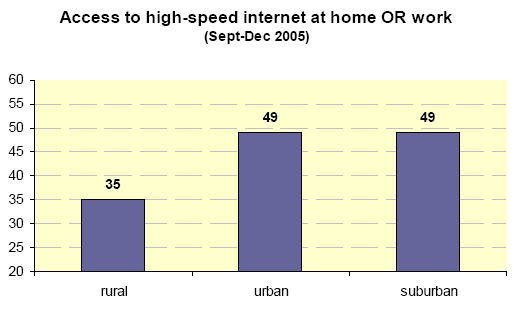 Access to high-speed internet at home OR work
(Sept-Dec 2005)
60
55
50
45
40
35
30
25
20
35
49
49
rural
urban
suburban